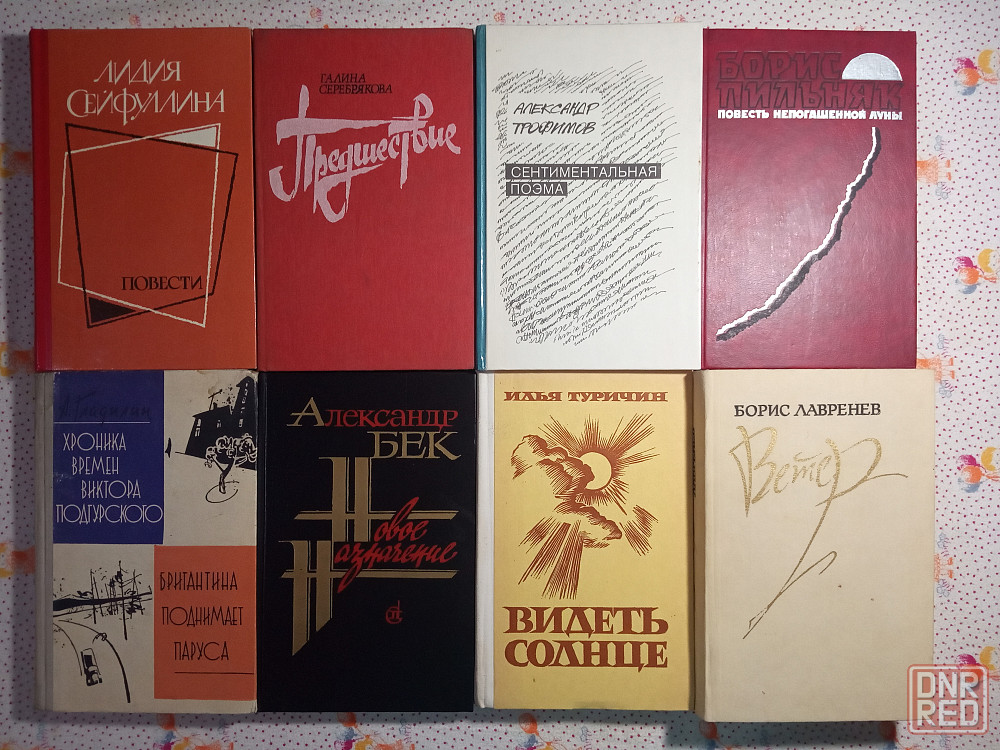 ЛИДИЯ
СЕЙФУЛЛИНА
ПОВЕСТИ
ГАЛИНА
СЕРЕБРЯКОВА
Предшествие
АЛЕКСАНДР
ТРОФИМОВ
СЕНТИМЕНТАЛЬНАЯ
ПОЭМА
БОРИС
ПИЛЬНЯК
ПОВЕСТЬ НЕПОГАШЕННОЙ ЛУНЫ
А. Гладилин
ХРОНИКА
ВРЕМЕН
ВИКТОРА
ПОДГУРСКОГО
БРИГАНТИНА
ПОДНИМАЕТ
ПАРУСА
АЛЕКСАНДР
БЕК
Новое
Назначение
ИЛЬЯ ТУРИЧИН
ВИДЕТЬ
СОЛНЦЕ
БОРИС ЛАВРЕНЕВ
Ветер
DNR
RED